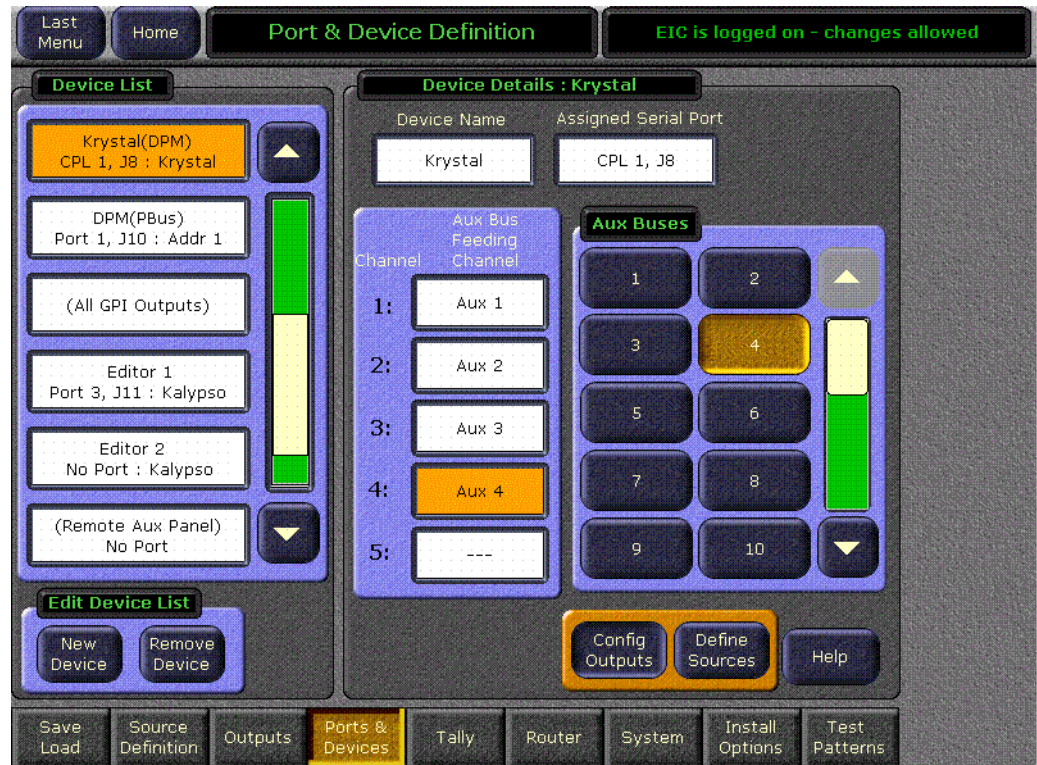 Last
Menu
Home
Port & Device Definition
EIC is logged on - changes allowed
Device List
Krystal(DPM)
CPL 1, J8 : Krystal
DPM(PBus)
Port 1, J10 : Addr 1
(All GPI Outputs)
Editor 1
Port 3, J11 : Kalypso
Editor 2
No Port : Kalypso
(Remote Aux Panel)
No Port
Edit Device List
New
Device
Remove
Device
Device Details : Krystal
Device Name
Assigned Serial Port
Krystal
CPL 1, J8
Channel
Aux Bus
Feeding
Channel
1:
Aux 1
2:
Aux 2
3:
Aux 3
4:
Aux 4
5:
---
Aux Buses
1
2
3
4
5
6
7
8
9
10
Config
Outputs
Define
Sources
Help
Save
Load
Source
Definition
Outputs
Ports &
Devices
Tally
Router
System
Install
Options
Test
Patterns